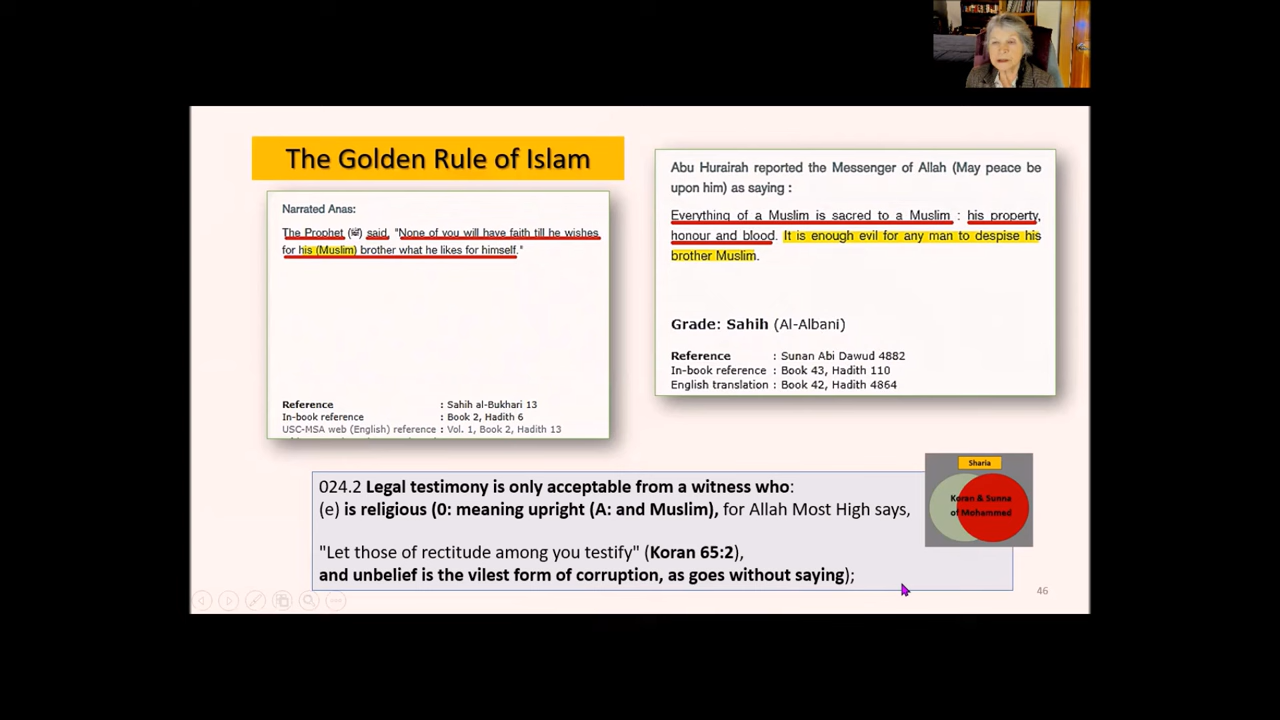 The Golden Rule of Islam
Narrated Anas:
The Prophet (ﷺ) said, "None of you will have faith till he wishes
for his (Muslim) brother what he likes for himself."
Reference : Sahih al-Bukhari 13
In-book reference : Book 2, Hadith 6
USC-MSA web (English) reference : Vol. 1, Book 2, Hadith 13
Abu Hurairah reported the Messenger of Allah (May peace be
upon him) as saying :
Everything of a Muslim is sacred to a Muslim : his property,
honour and blood. It is enough evil for any man to despise his
brother Muslim.
Grade: Sahih (Al-Albani)
Reference : Sunan Abi Dawud 4882
In-book reference : Book 43, Hadith 110
English translation : Book 42, Hadith 4864
024.2 Legal testimony is only acceptable from a witness who:
(e) is religious (0: meaning upright (A: and Muslim), for Allah Most High says,
"Let those of rectitude among you testify" (Koran 65:2),
and unbelief is the vilest form of corruption, as goes without saying);
Sharia
Koran & Sunna
of Mohammed
46